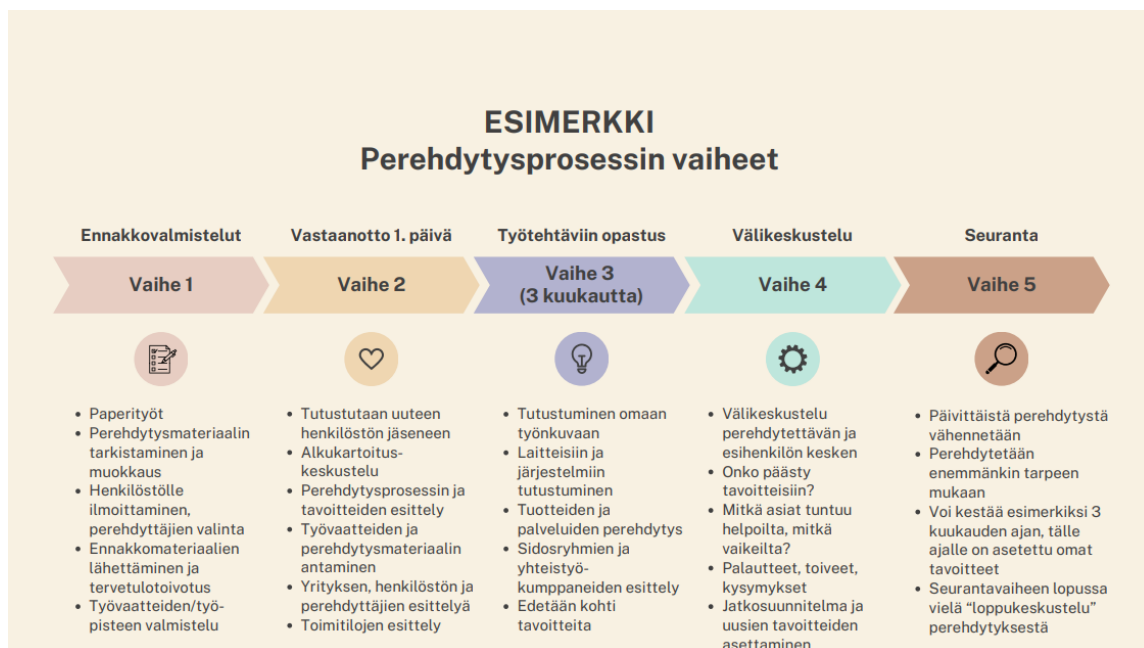 ESIMERKKI
Perehdytysprosessin vaiheet
Ennakkovalmistelut
Vaihe 1
• Paperityöt
• Perehdytysmateriaalin
tarkistaminen ja
muokkaus
• Henkilöstölle
ilmoittaminen,
perehdyttäjien valinta
• Ennakkomateriaalien
lähettäminen ja
tervetulotoivotus
• Työvaatteiden/työ-
pisteen valmistelu
Vastaanotto 1. päivä
Vaihe 2
• Tutustutaan uuteen
henkilöstön jäseneen
• Alkukartoitus-
keskustelu
• Perehdytysprosessin ja
tavoitteiden esittely
• Työvaatteiden ja
perehdytysmateriaalin
antaminen
• Yrityksen, henkilöstön ja
perehdyttäjien esittelyä
• Toimitilojen esittely
Työtehtäviin opastus
Vaihe 3
(3 kuukautta)
• Tutustuminen omaan
työnkuvaan
• Laitteisiin ja
järjestelmiin
tutustuminen
• Tuotteiden ja
palveluiden perehdytys
• Sidosryhmien ja
yhteistyö-
kumppaneiden esittely
• Edetään kohti
tavoitteita
Välikeskustelu
Vaihe 4
• Välikeskustelu
perehdytettävän ja
esihenkilön kesken
• Onko päästy
tavoitteisiin?
• Mitkä asiat tuntuu
helpoilta, mitkä
vaikeilta?
• Palautteet, toiveet,
kysymykset
• Jatkosuunnitelma ja
uusien tavoitteiden
asettaminen
Seuranta
Vaihe 5
• Päivittäistä perehdytystä
vähennetään
• Perehdytetään
enemmänkin tarpeen
mukaan
• Voi kestää esimerkiksi 3
kuukauden ajan, tälle
ajalle on asetettu omat
tavoitteet
• Seurantavaiheen lopussa
vielä “loppukeskustelu”
perehdytyksestä